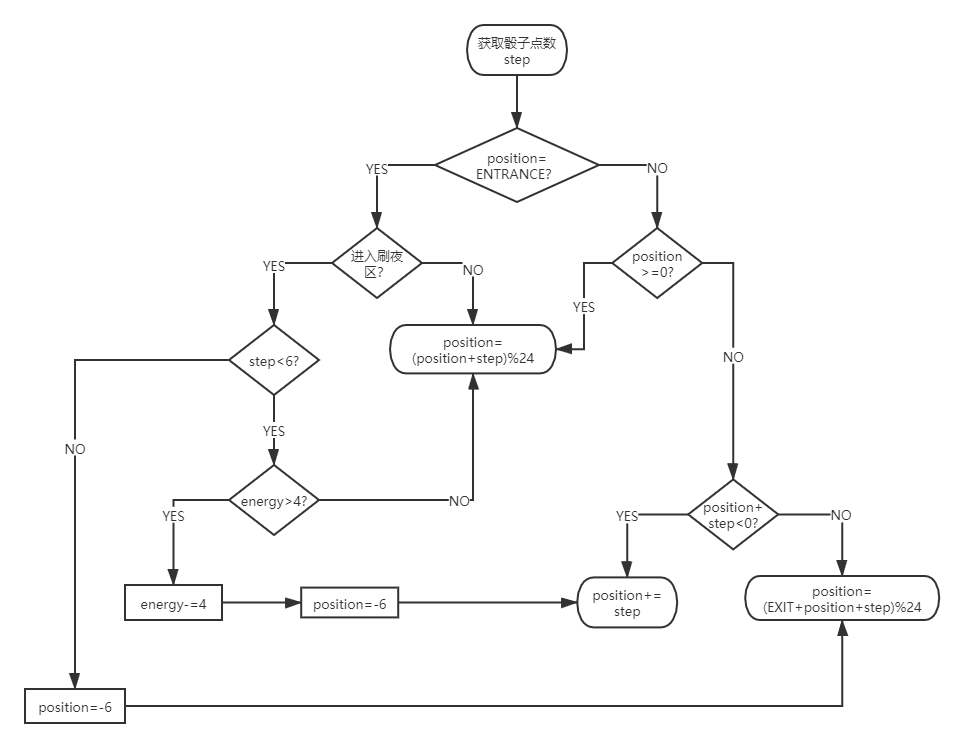 获取骰子点数
step
position=
ENTRANCE?
YES
NO
进入刷夜
区?
position
>=0?
YES
NO
YES
step<6?
position=
(position+step)%24
NO
NO
YES
energy>4?
NO
position+
step<0?
YES
YES
NO
energy-=4
position=-6
position+=
step
position=
(EXIT+position+step)%24
position=-6